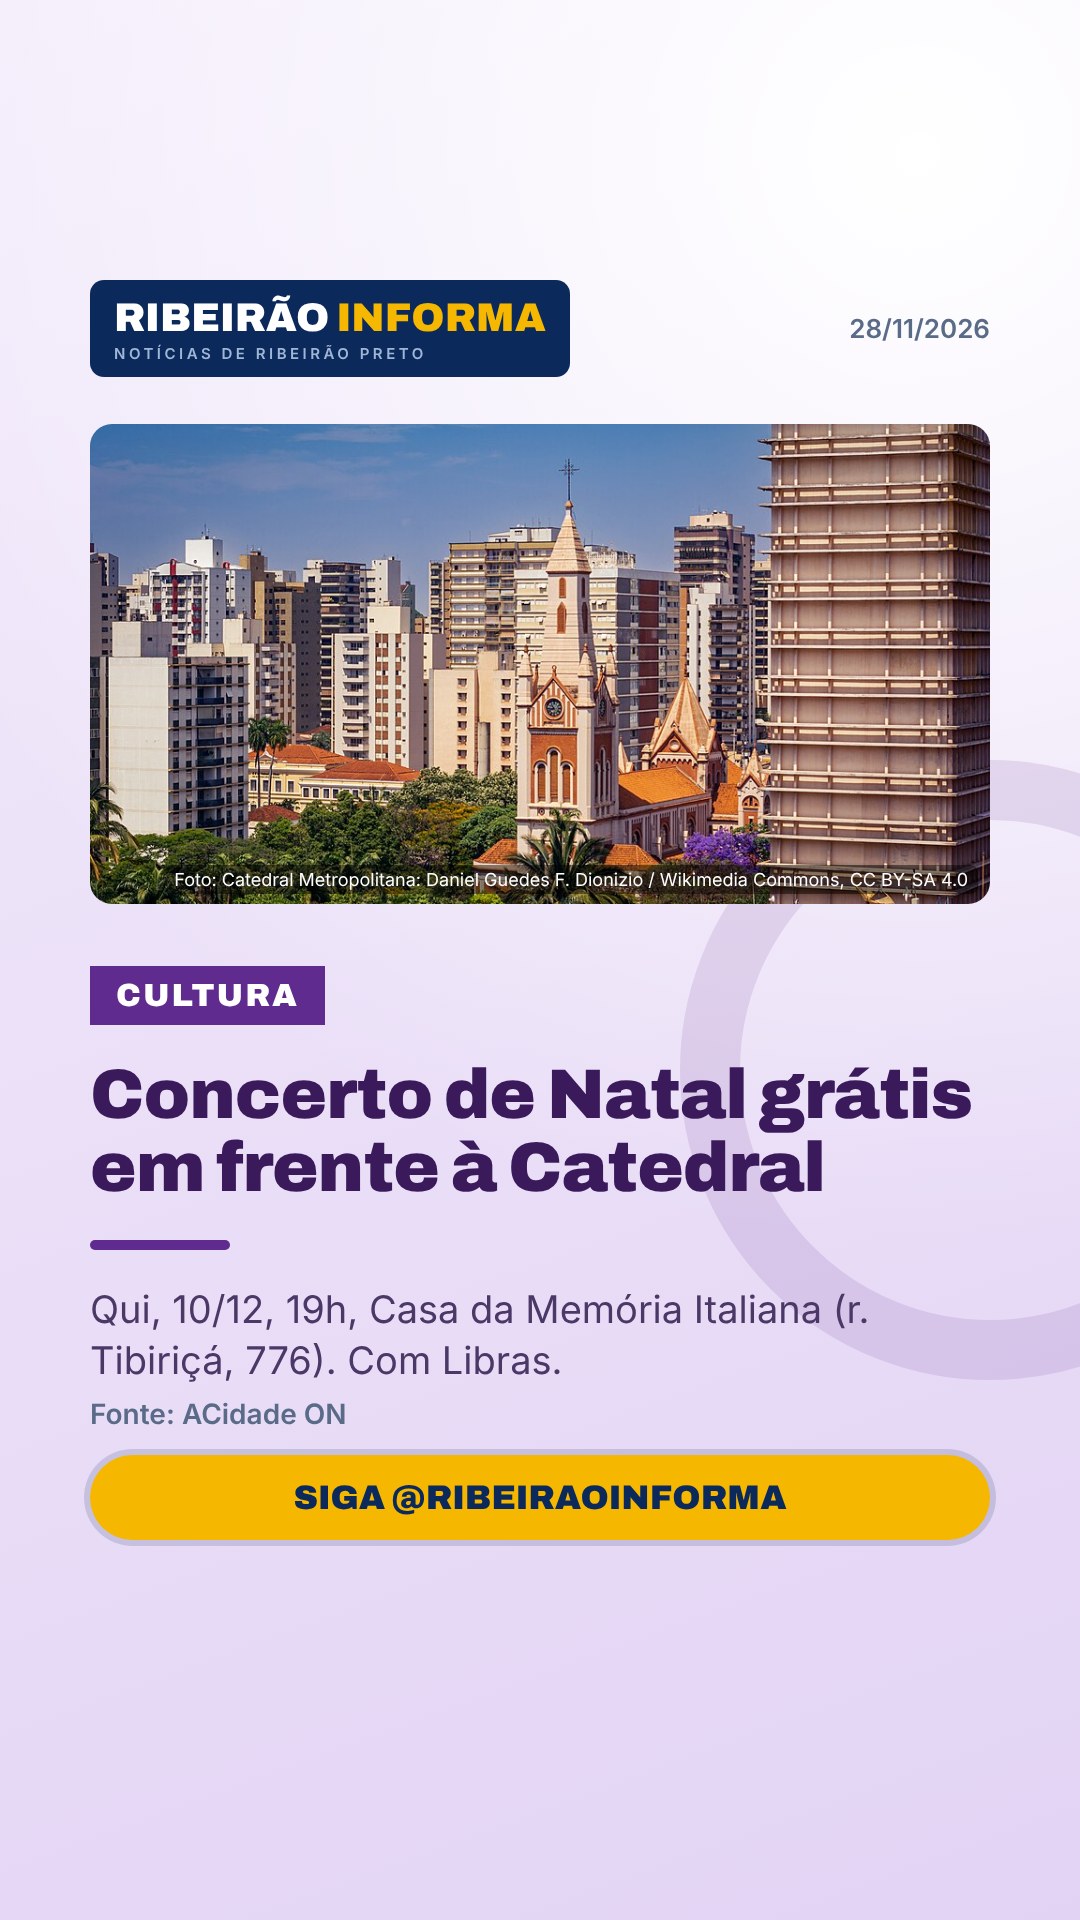 RIBEIRÃO INFORMA
NOTÍCIAS DE RIBEIRÃO PRETO
28/11/2026
Foto: Catedral Metropolitana: Daniel Guedes F. Dionizio / Wikimedia Commons, CC BY-SA 4.0
CULTURA
Concerto de Natal grátis
em frente à Catedral
Qui, 10/12, 19h, Casa da Memória Italiana (r.
Tibiriçá, 776). Com Libras.
Fonte: ACidade ON
SIGA @RIBEIRAOINFORMA